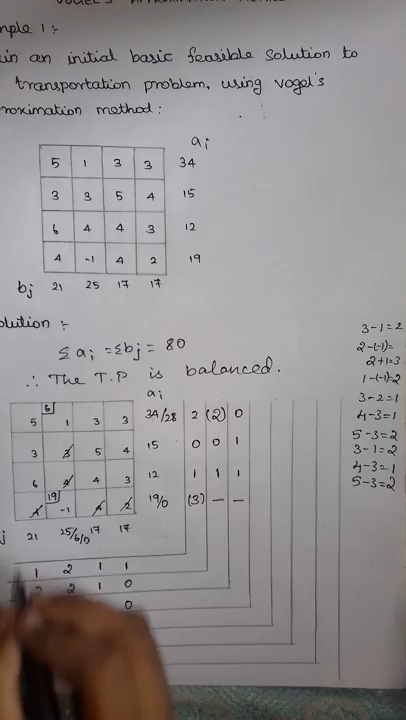 VOGEL'S APPROXIMATION METHOD
mple 1 :-
in an initial basic feasible solution to
transportation problem, using vogel's
roximation method :
ai
5 1 3 3 34
3 3 5 4 15
6 4 4 3 12
4 -1 4 2 19
bj 21 25 17 17
olution :-
Σai = Σbj = 80
∴ The T.P is balanced.
ai
6
5 1 3 3 34/28 2 (2) 0
3 3 5 4 15 0 0 1
6 4 4 3 12 1 1 1
19
4 -1 4 2 19/0 (3) — —
j 21 25/6/0 17 17
1 2 1 1
2 1 0
0
3-1=2
2-(-1)=
2+1=3
1-(-1)=2
3-2=1
4-3=1
5-3=2
3-1=2
4-3=1
5-3=2